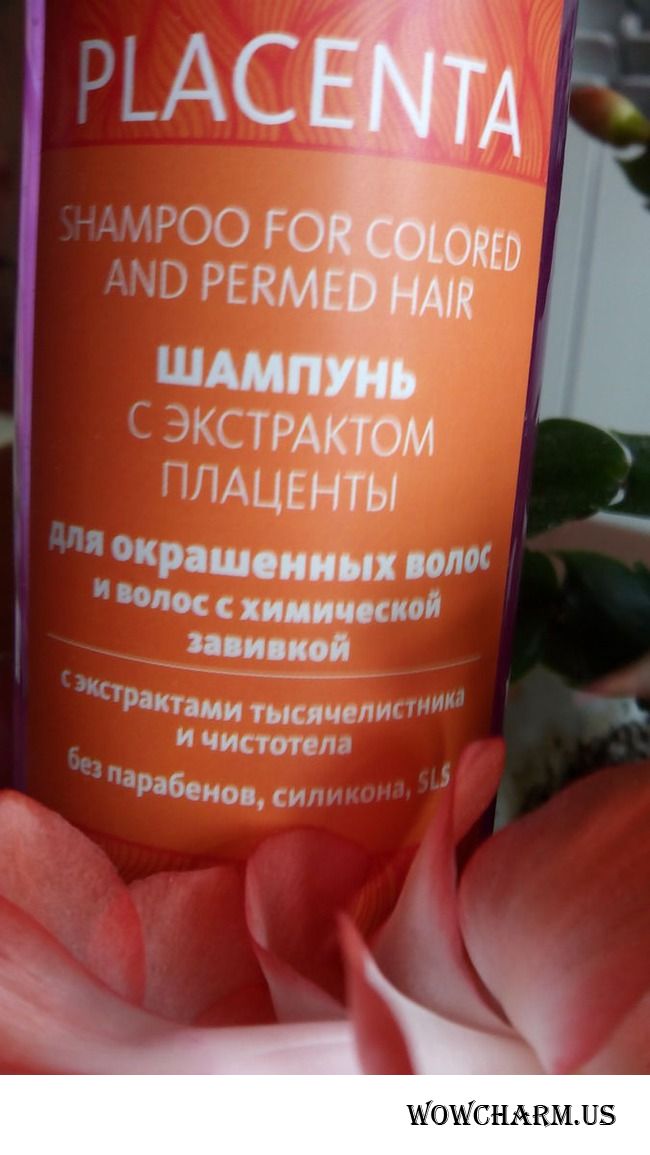 PLACENTA
SHAMPOO FOR COLORED
AND PERMED HAIR
ШАМПУНЬ
С ЭКСТРАКТОМ
ПЛАЦЕНТЫ
для окрашенных волос
и волос с химической
завивкой
с экстрактами тысячелистника
и чистотела
без парабенов, силикона, SLS
WOWCHARM.US